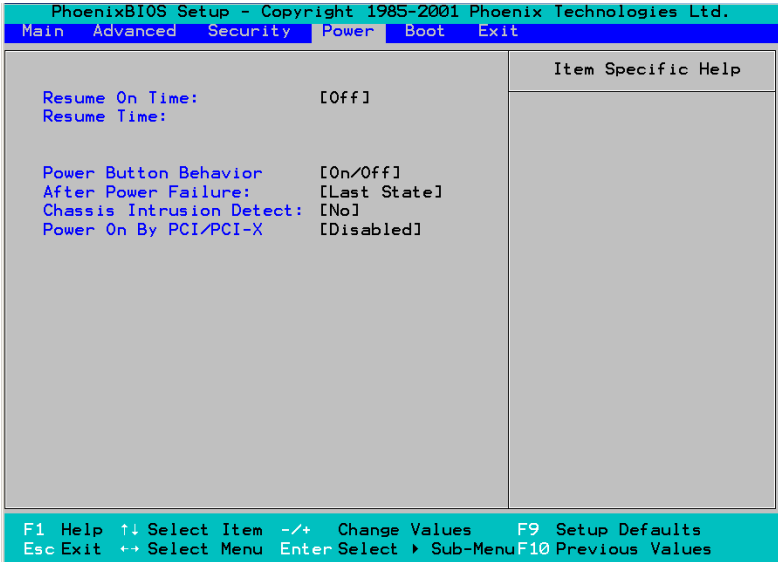 PhoenixBIOS Setup - Copyright 1985-2001 Phoenix Technologies Ltd.
Main Advanced Security Power Boot Exit
Item Specific Help
Resume On Time: [Off]
Resume Time:
Power Button Behavior [On/Off]
After Power Failure: [Last State]
Chassis Intrusion Detect: [No]
Power On By PCI/PCI-X [Disabled]
F1 Help ↑↓ Select Item -/+ Change Values F9 Setup Defaults
Esc Exit ↔ Select Menu Enter Select ▸ Sub-Menu F10 Previous Values